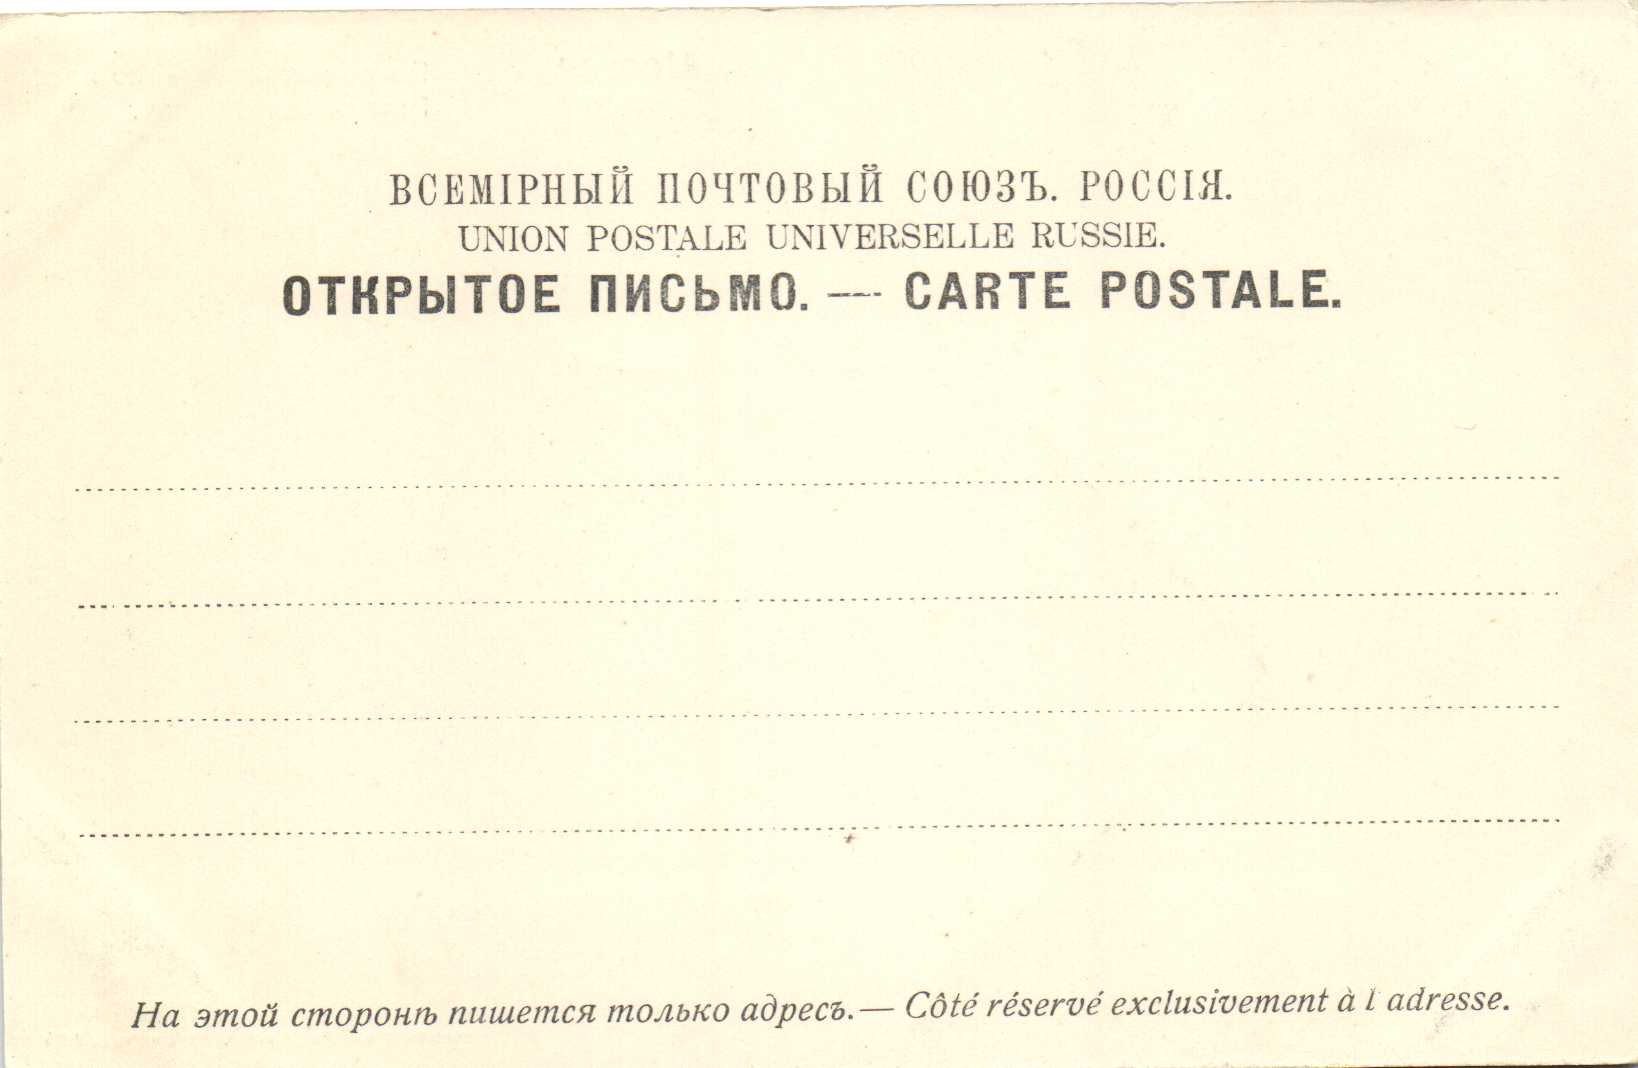 ВСЕМІРНЫЙ ПОЧТОВЫЙ СОЮЗЪ. РОССІЯ.
UNION POSTALE UNIVERSELLE RUSSIE.
ОТКРЫТОЕ ПИСЬМО. — CARTE POSTALE.
На этой сторонѣ пишется только адресъ. — Côté réservé exclusivement à l adresse.